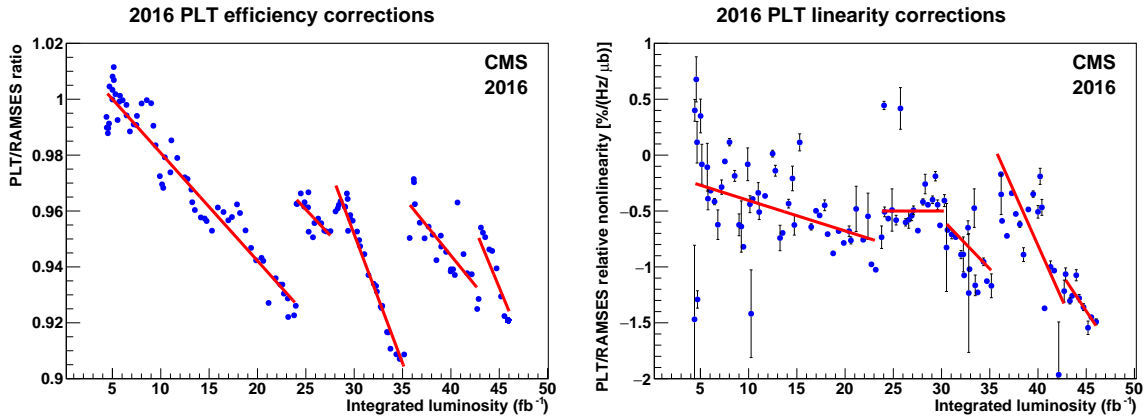 2016 PLT efficiency corrections
PLT/RAMSES ratio
1.02
1
0.98
0.96
0.94
0.92
0.9
CMS
2016
5 10 15 20 25 30 35 40 45 50
Integrated luminosity (fb⁻¹)
2016 PLT linearity corrections
PLT/RAMSES relative nonlinearity [%/(Hz/ μb)]
1
0.5
0
−0.5
−1
−1.5
−2
CMS
2016
5 10 15 20 25 30 35 40 45 50
Integrated luminosity (fb⁻¹)